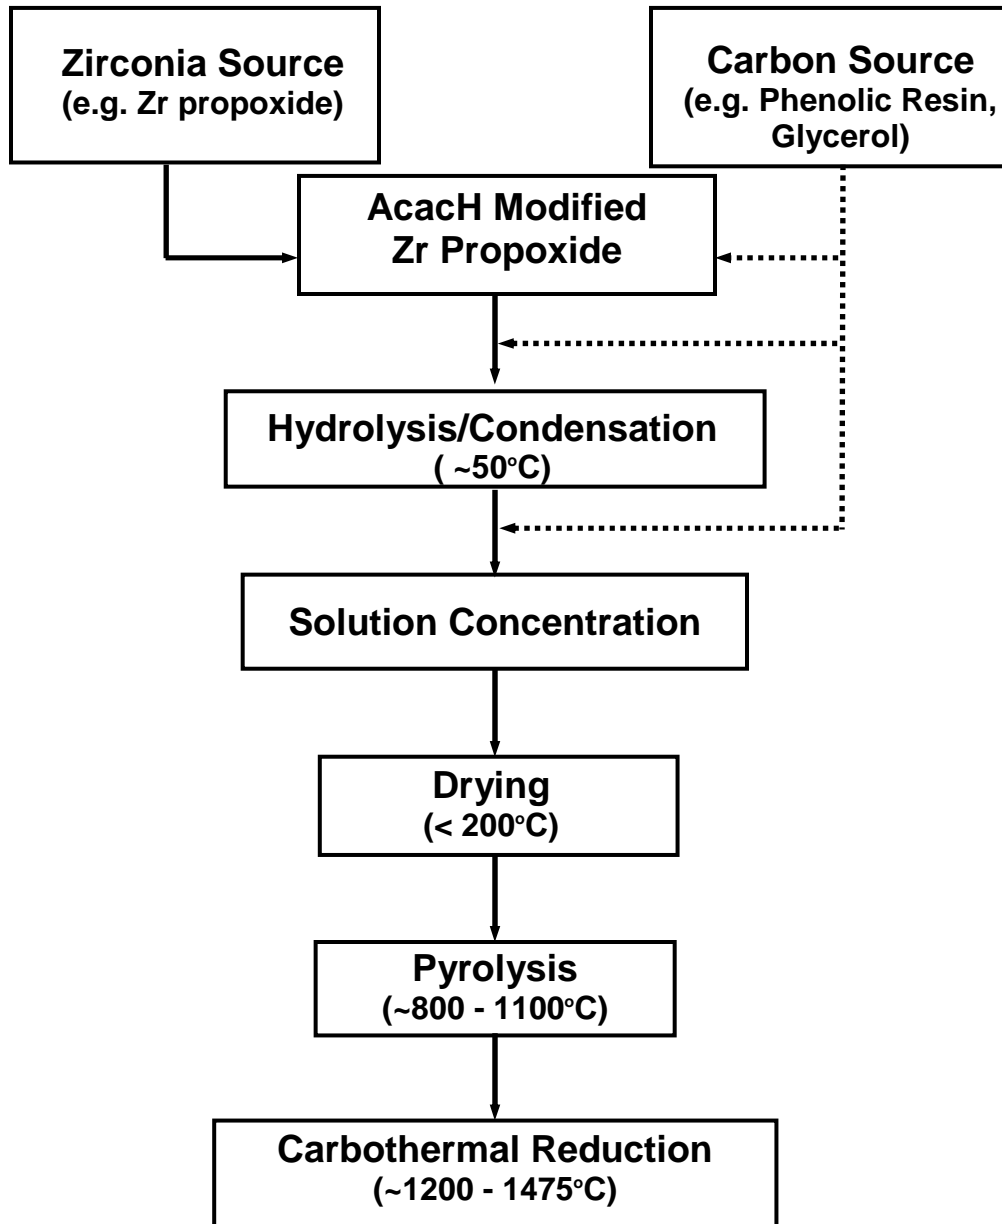 Zirconia Source
(e.g. Zr propoxide)
Carbon Source
(e.g. Phenolic Resin,
Glycerol)
AcacH Modified
Zr Propoxide
Hydrolysis/Condensation
( ~50°C)
Solution Concentration
Drying
(< 200°C)
Pyrolysis
(~800 - 1100°C)
Carbothermal Reduction
(~1200 - 1475°C)